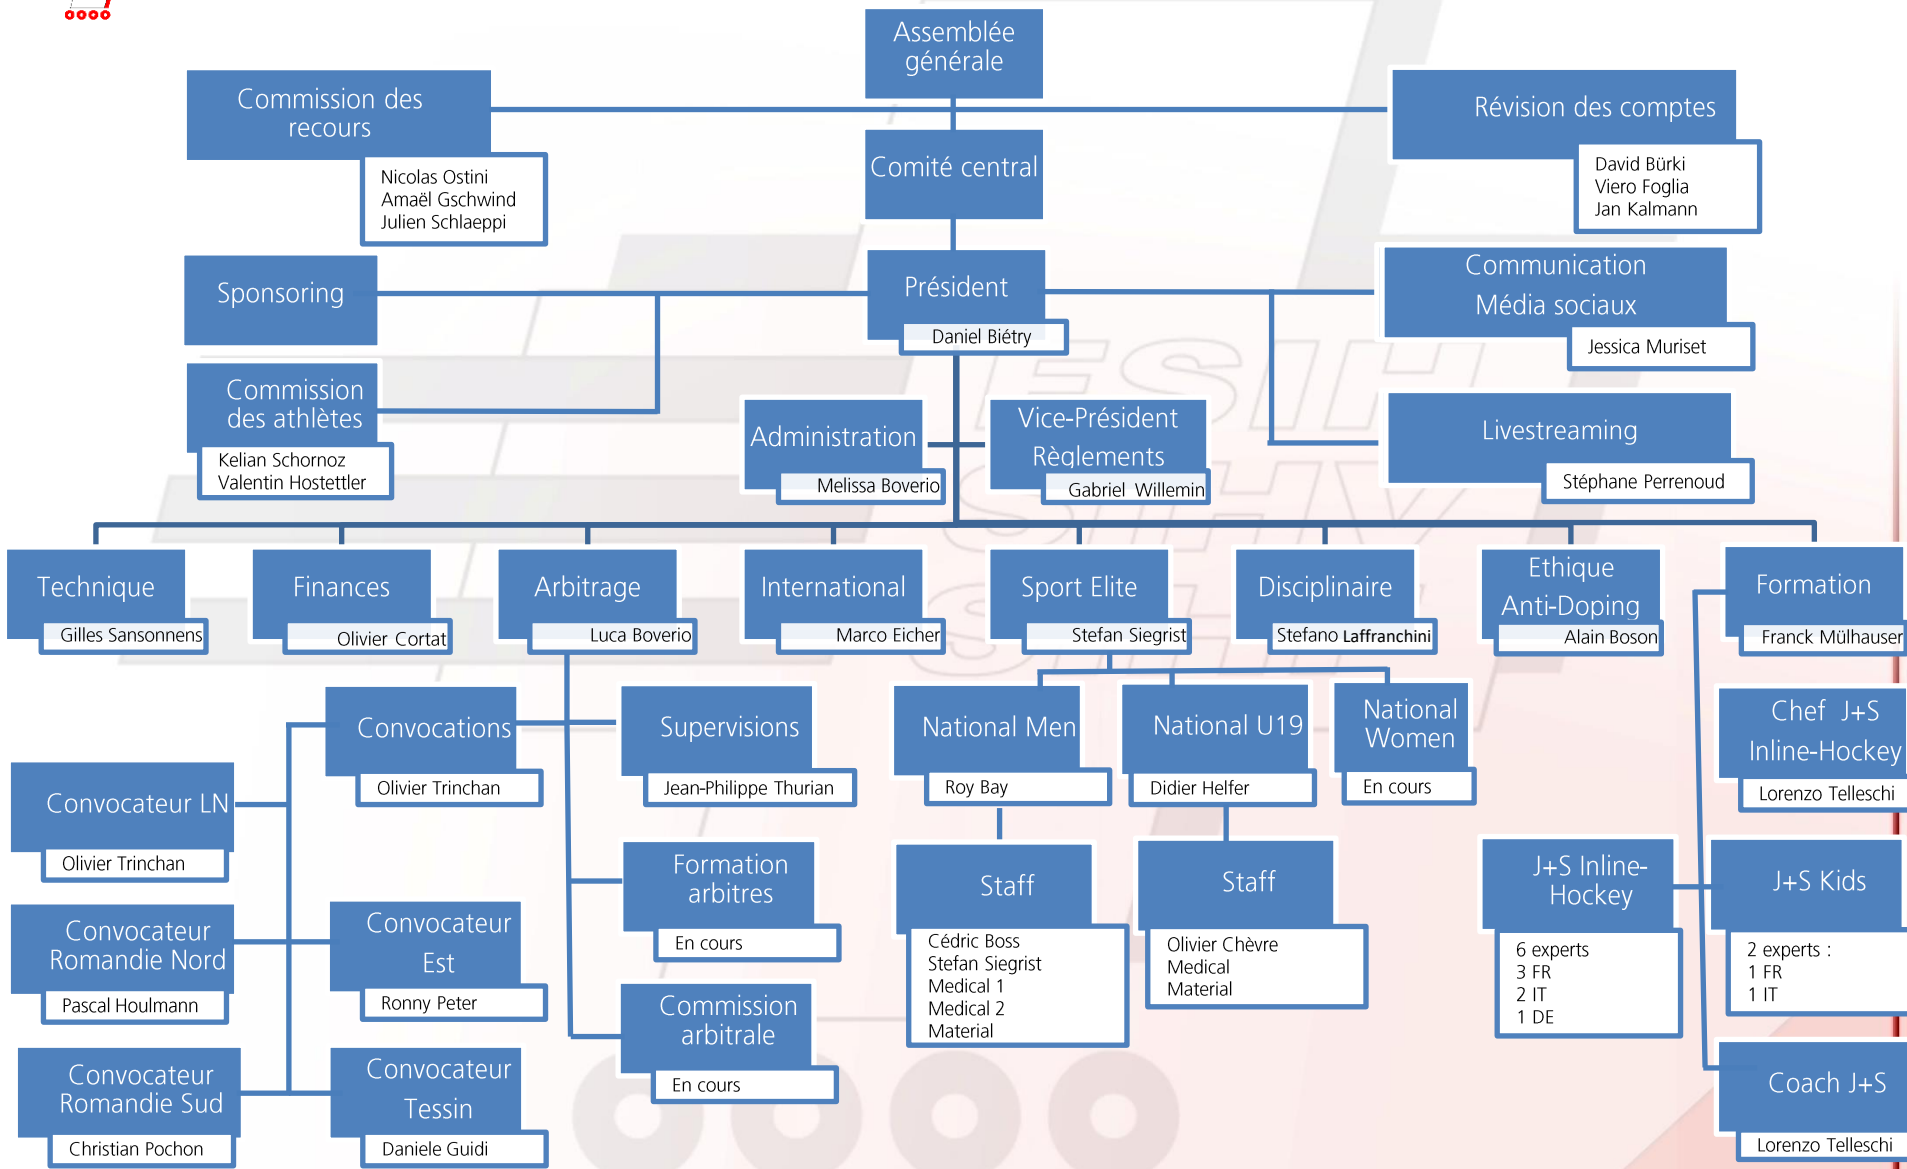 Assemblée
générale
Commission des
recours
Nicolas Ostini
Amaël Gschwind
Julien Schlaeppi
Révision des comptes
David Bürki
Viero Foglia
Jan Kalmann
Comité central
Sponsoring
Président
Daniel Biétry
Communication
Média sociaux
Jessica Muriset
Commission
des athlètes
Kelian Schornoz
Valentin Hostettler
Administration
Melissa Boverio
Vice-Président
Règlements
Gabriel Willemin
Livestreaming
Stéphane Perrenoud
FSIH
SIHV
SIHV
Technique
Gilles Sansonnens
Finances
Olivier Cortat
Arbitrage
Luca Boverio
International
Marco Eicher
Sport Elite
Stefan Siegrist
Disciplinaire
Stefano Laffranchini
Ethique
Anti-Doping
Alain Boson
Formation
Franck Mülhauser
Convocations
Olivier Trinchan
Supervisions
Jean-Philippe Thurian
National Men
Roy Bay
National U19
Didier Helfer
National
Women
En cours
Chef J+S
Inline-Hockey
Lorenzo Telleschi
Convocateur LN
Olivier Trinchan
Formation
arbitres
En cours
Staff
Cédric Boss
Stefan Siegrist
Medical 1
Medical 2
Material
Staff
Olivier Chèvre
Medical
Material
J+S Inline-
Hockey
6 experts
3 FR
2 IT
1 DE
J+S Kids
2 experts :
1 FR
1 IT
Convocateur
Romandie Nord
Pascal Houlmann
Convocateur
Est
Ronny Peter
Commission
arbitrale
En cours
Convocateur
Romandie Sud
Christian Pochon
Convocateur
Tessin
Daniele Guidi
Coach J+S
Lorenzo Telleschi